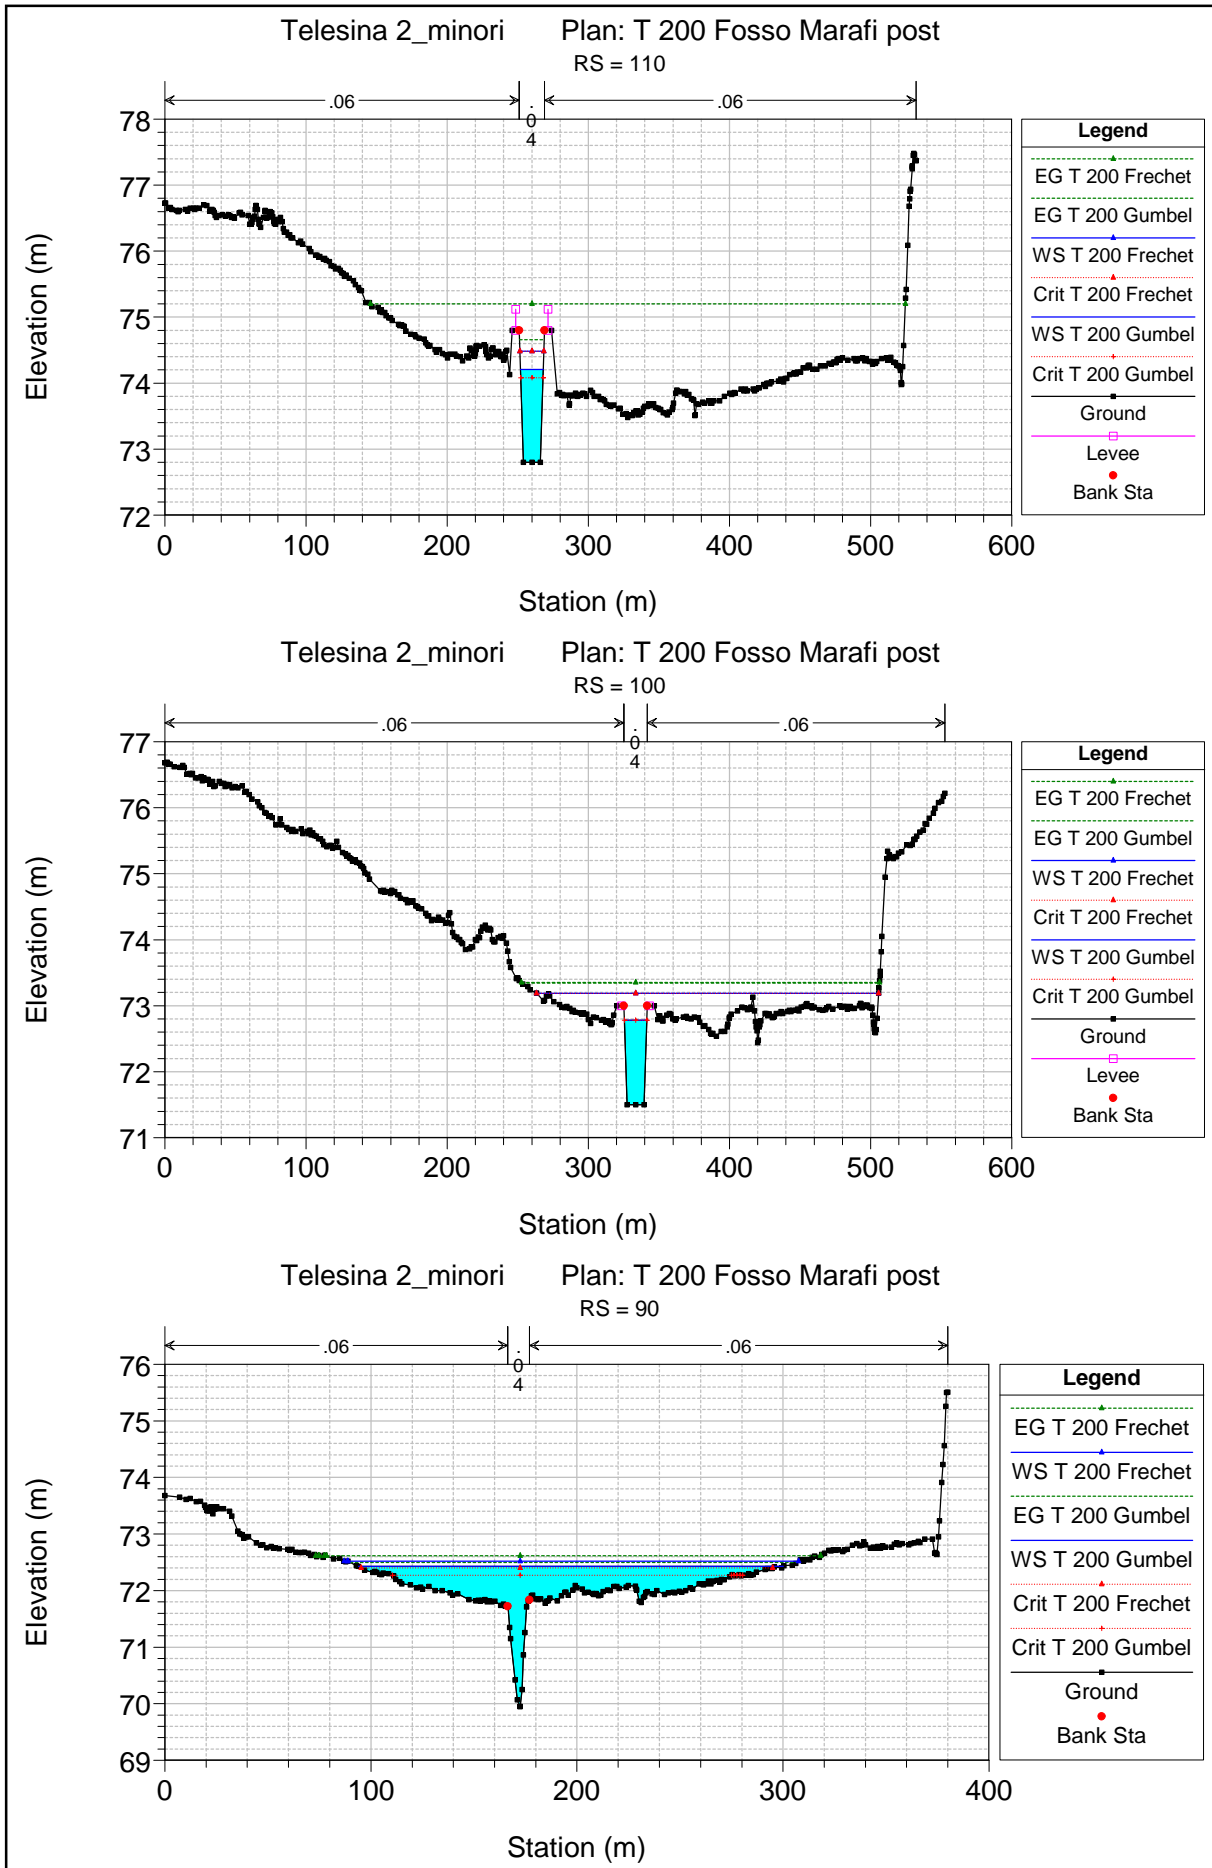 Telesina 2_minori Plan: T 200 Fosso Marafi post
RS = 110
.06 .04 .06
Legend
EG T 200 Frechet
EG T 200 Gumbel
WS T 200 Frechet
Crit T 200 Frechet
WS T 200 Gumbel
Crit T 200 Gumbel
Ground
Levee
Bank Sta
78
77
76
75
74
73
72
Elevation (m)
0 100 200 300 400 500 600
Station (m)
Telesina 2_minori Plan: T 200 Fosso Marafi post
RS = 100
.06 .04 .06
Legend
EG T 200 Frechet
EG T 200 Gumbel
WS T 200 Frechet
Crit T 200 Frechet
WS T 200 Gumbel
Crit T 200 Gumbel
Ground
Levee
Bank Sta
77
76
75
74
73
72
71
Elevation (m)
0 100 200 300 400 500 600
Station (m)
Telesina 2_minori Plan: T 200 Fosso Marafi post
RS = 90
.06 .04 .06
Legend
EG T 200 Frechet
WS T 200 Frechet
EG T 200 Gumbel
WS T 200 Gumbel
Crit T 200 Frechet
Crit T 200 Gumbel
Ground
Bank Sta
76
75
74
73
72
71
70
69
Elevation (m)
0 100 200 300 400
Station (m)